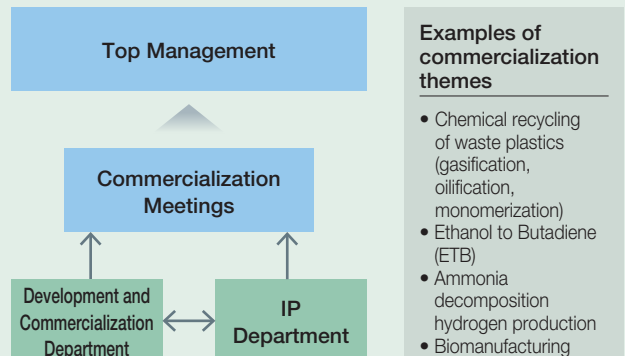 Top Management
Commercialization
Meetings
Development and
Commercialization
Department
IP
Department
Examples of
commercialization
themes
• Chemical recycling
of waste plastics
(gasification,
oilification,
monomerization)
• Ethanol to Butadiene
(ETB)
• Ammonia
decomposition
hydrogen production
• Biomanufacturing